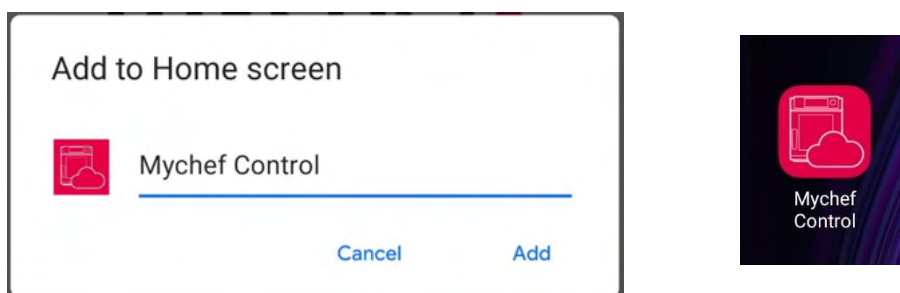 Add to Home screen
Mychef Control
Cancel Add
Mychef
Control